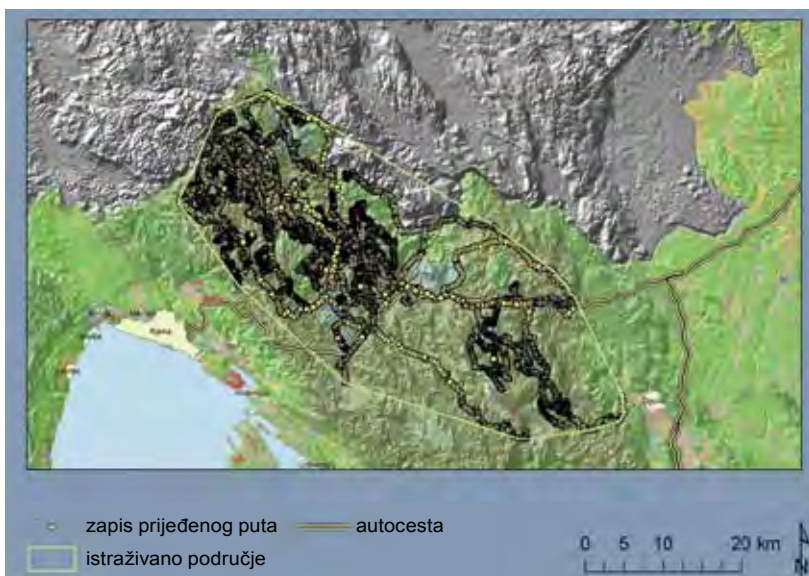 Rijeka
zapis prijeđenog puta
autocesta
istraživano područje
0 5 10 20 km
N